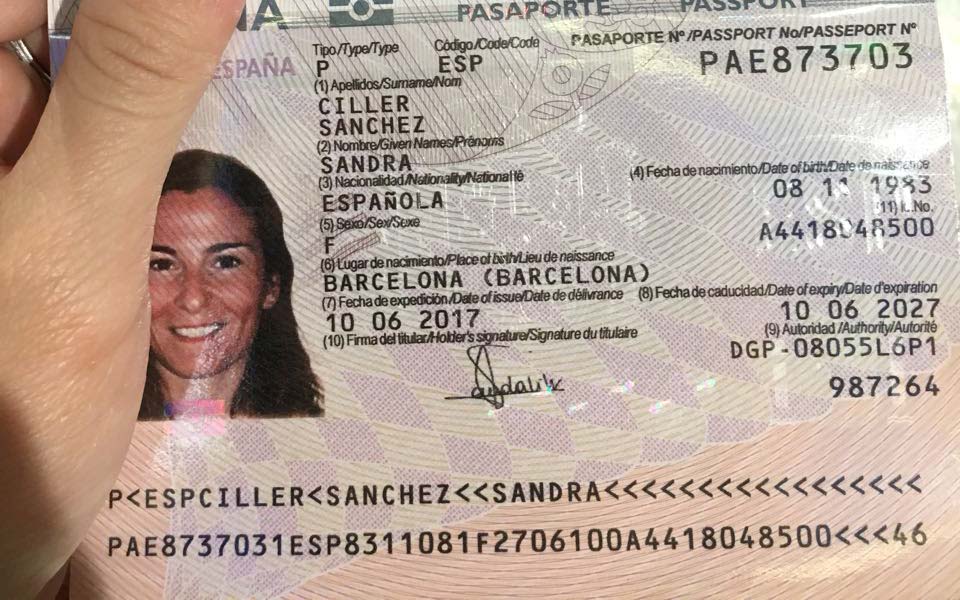 NA
PASAPORTE PASSPORT
ESPAÑA
Tipo/Type/Type Código/Code/Code PASAPORTE Nº/PASSPORT No/PASSEPORT Nº
P ESP PAE873703
(1) Apellidos/Surname/Nom
CILLER
SANCHEZ
(2) Nombre/Given Names/Prénoms
SANDRA
(3) Nacionalidad/Nationality/Nationalité (4) Fecha de nacimiento/Date of birth/Date de naissance
ESPAÑOLA 08 11 1983
(5) Sexo/Sex/Sexe (11) No.
F A4418048500
(6) Lugar de nacimiento/Place of birth/Lieu de naissance
BARCELONA (BARCELONA)
(7) Fecha de expedición/Date of issue/Date de délivrance (8) Fecha de caducidad/Date of expiry/Date d'expiration
10 06 2017 10 06 2027
(10) Firma del titular/Holder's signature/Signature du titulaire (9) Autoridad /Authority/Autorité
DGP-08055L6P1
987264
P<ESPCILLER<SANCHEZ<<SANDRA<<<<<<<<<<<<<<<<<
PAE8737031ESP8311081F2706100A4418048500<<<46